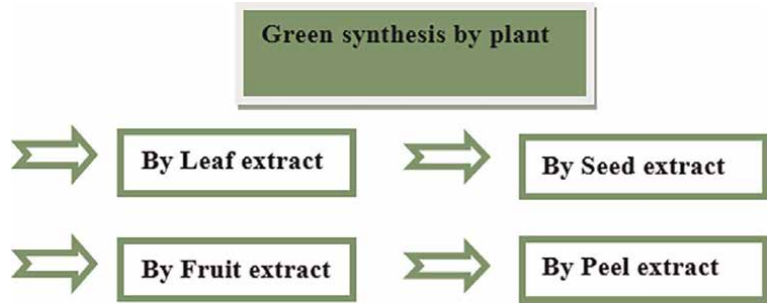 Green synthesis by plant
By Leaf extract
By Seed extract
By Fruit extract
By Peel extract